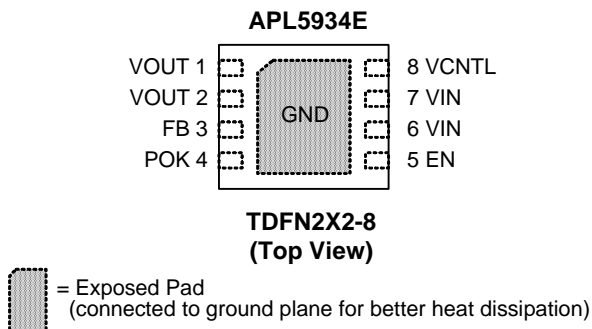 APL5934E
VOUT 1
VOUT 2
FB 3
POK 4
GND
8 VCNTL
7 VIN
6 VIN
5 EN
TDFN2X2-8
(Top View)
= Exposed Pad
(connected to ground plane for better heat dissipation)